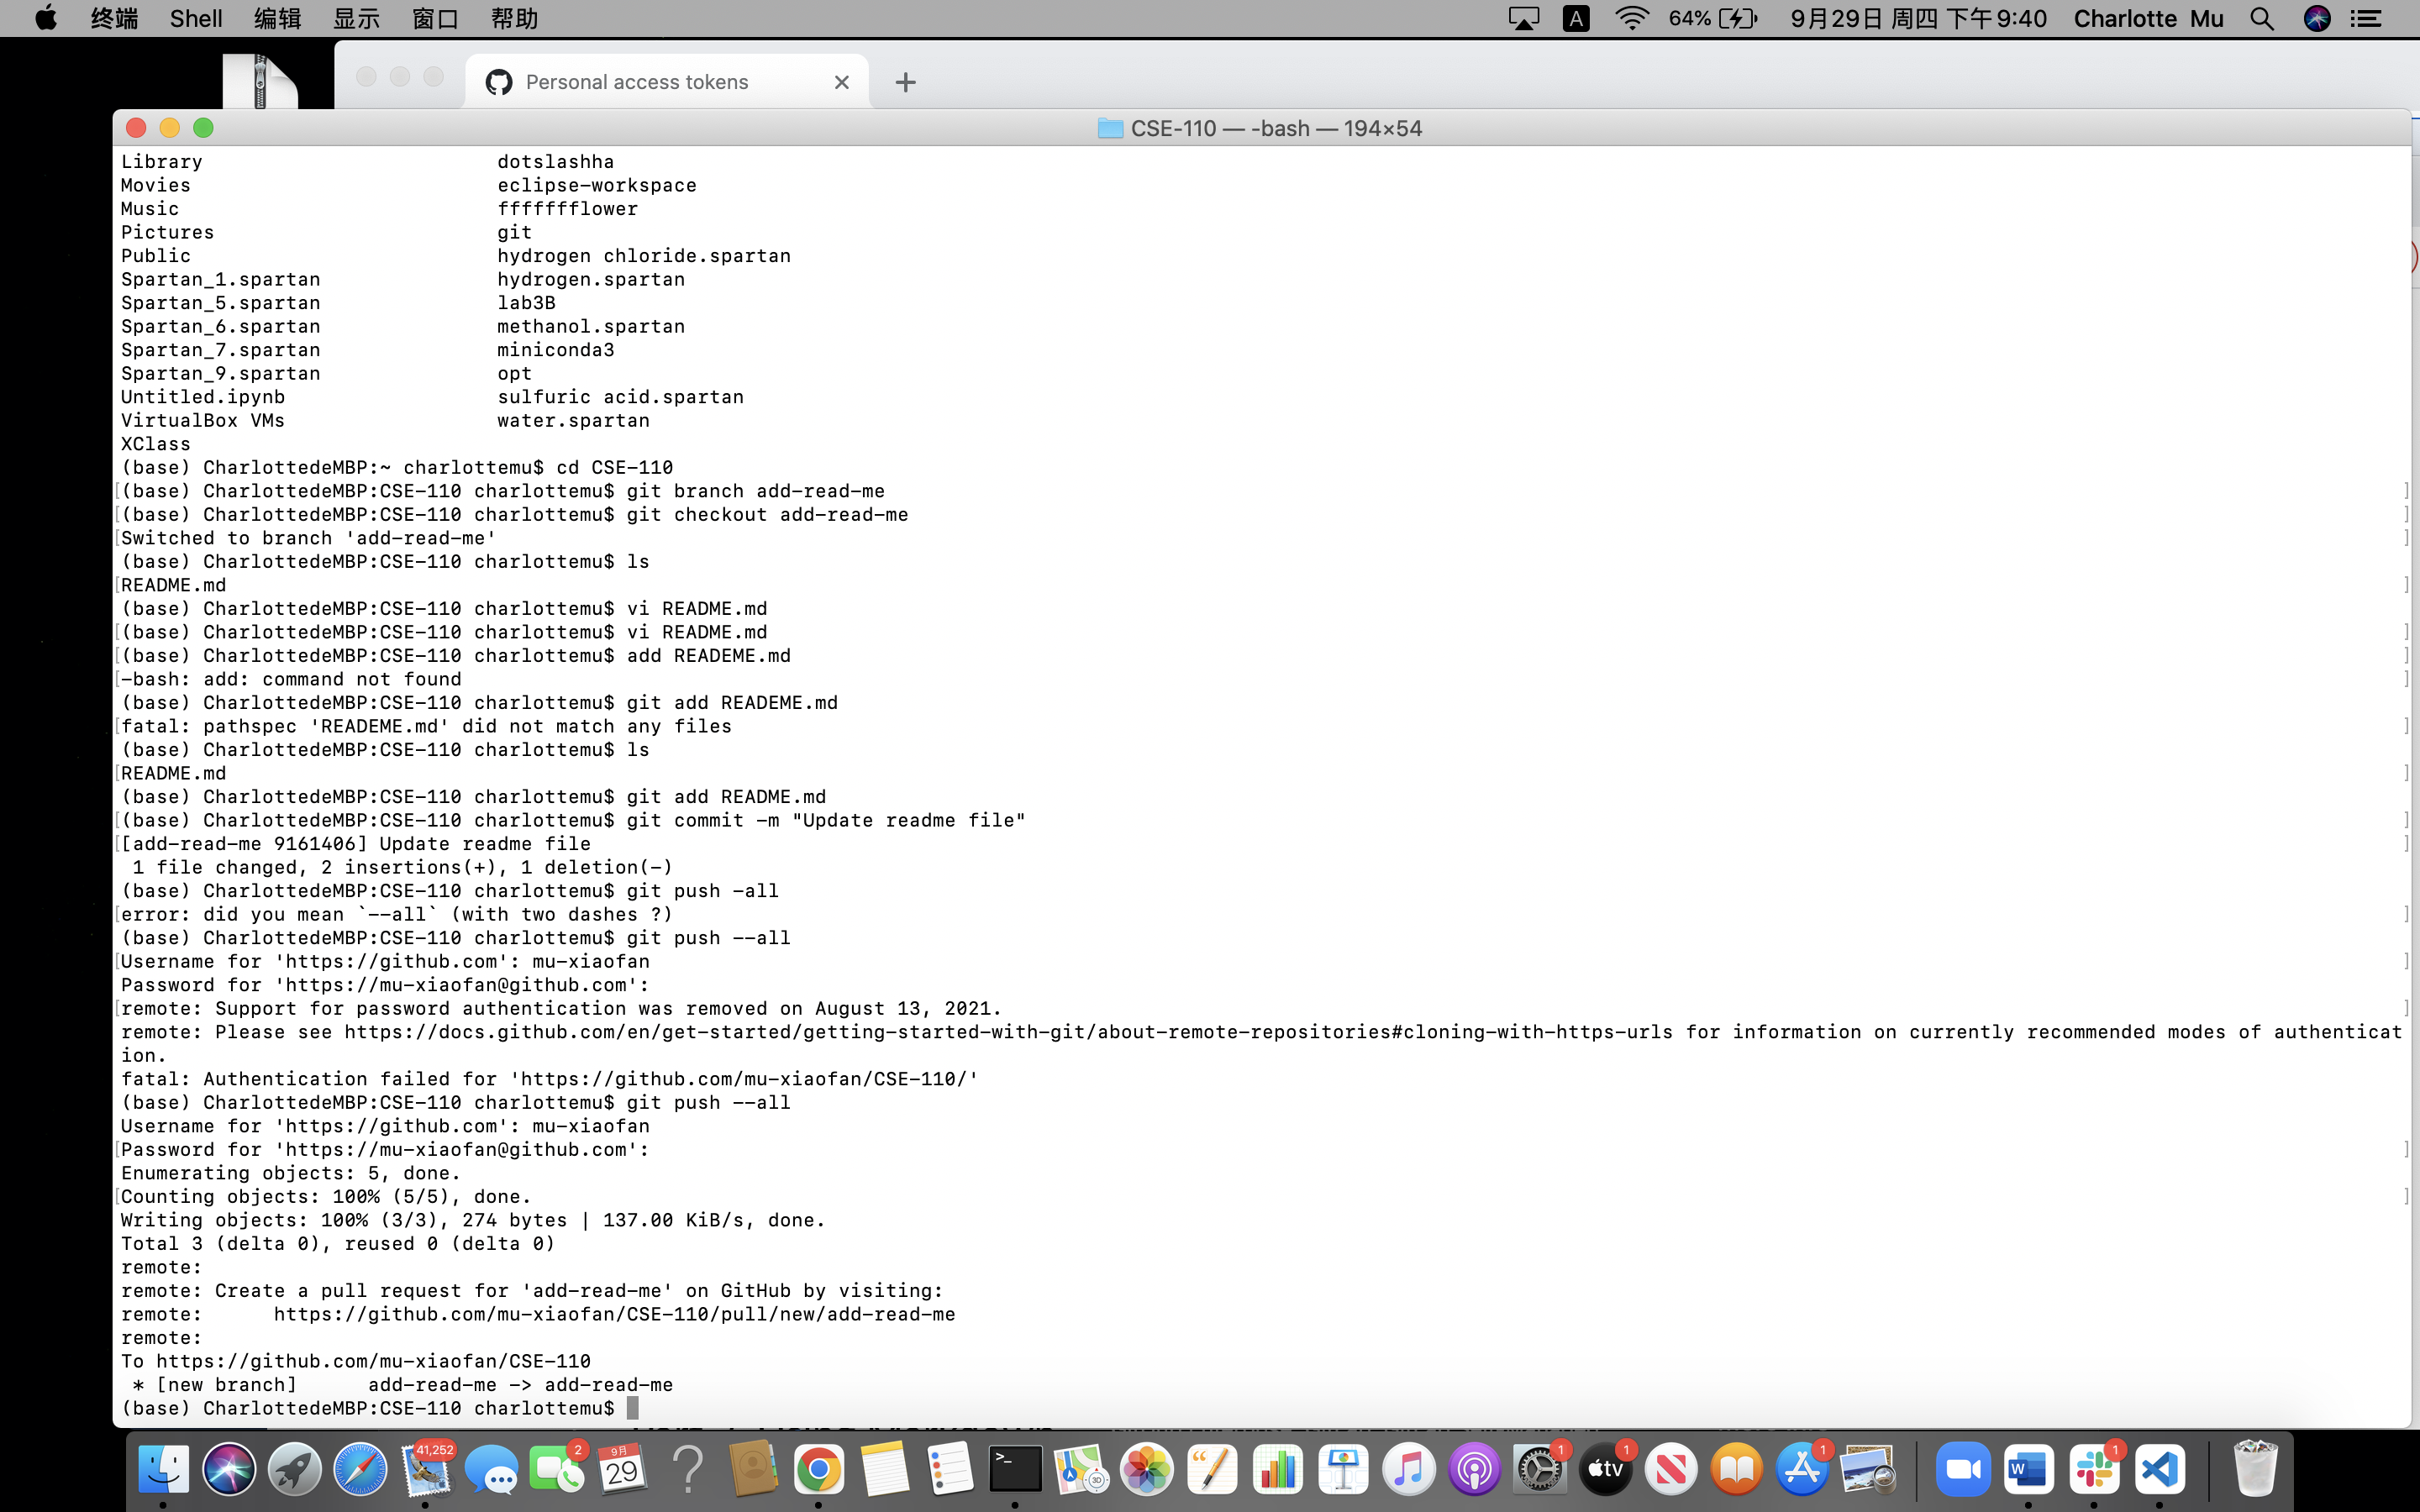 终端 Shell 编辑 显示 窗口 帮助 A 64% 9月29日 周四 下午9:40 Charlotte Mu
Personal access tokens
CSE-110 — -bash — 194×54
Library dotslashha
Movies eclipse-workspace
Music ffffffflower
Pictures git
Public hydrogen chloride.spartan
Spartan_1.spartan hydrogen.spartan
Spartan_5.spartan lab3B
Spartan_6.spartan methanol.spartan
Spartan_7.spartan miniconda3
Spartan_9.spartan opt
Untitled.ipynb sulfuric acid.spartan
VirtualBox VMs water.spartan
XClass
(base) CharlottedeMBP:~ charlottemu$ cd CSE-110
[(base) CharlottedeMBP:CSE-110 charlottemu$ git branch add-read-me ]
[(base) CharlottedeMBP:CSE-110 charlottemu$ git checkout add-read-me ]
[Switched to branch 'add-read-me' ]
(base) CharlottedeMBP:CSE-110 charlottemu$ ls
[README.md ]
(base) CharlottedeMBP:CSE-110 charlottemu$ vi README.md
[(base) CharlottedeMBP:CSE-110 charlottemu$ vi README.md ]
[(base) CharlottedeMBP:CSE-110 charlottemu$ add READEME.md ]
[-bash: add: command not found ]
(base) CharlottedeMBP:CSE-110 charlottemu$ git add READEME.md
[fatal: pathspec 'READEME.md' did not match any files ]
(base) CharlottedeMBP:CSE-110 charlottemu$ ls
[README.md ]
(base) CharlottedeMBP:CSE-110 charlottemu$ git add README.md
[(base) CharlottedeMBP:CSE-110 charlottemu$ git commit -m "Update readme file" ]
[[add-read-me 9161406] Update readme file ]
1 file changed, 2 insertions(+), 1 deletion(-)
(base) CharlottedeMBP:CSE-110 charlottemu$ git push -all
[error: did you mean `--all` (with two dashes ?) ]
(base) CharlottedeMBP:CSE-110 charlottemu$ git push --all
[Username for 'https://github.com': mu-xiaofan ]
Password for 'https://mu-xiaofan@github.com':
[remote: Support for password authentication was removed on August 13, 2021. ]
remote: Please see https://docs.github.com/en/get-started/getting-started-with-git/about-remote-repositories#cloning-with-https-urls for information on currently recommended modes of authenticat
ion.
fatal: Authentication failed for 'https://github.com/mu-xiaofan/CSE-110/'
(base) CharlottedeMBP:CSE-110 charlottemu$ git push --all
Username for 'https://github.com': mu-xiaofan
[Password for 'https://mu-xiaofan@github.com': ]
Enumerating objects: 5, done.
[Counting objects: 100% (5/5), done. ]
Writing objects: 100% (3/3), 274 bytes | 137.00 KiB/s, done.
Total 3 (delta 0), reused 0 (delta 0)
remote:
remote: Create a pull request for 'add-read-me' on GitHub by visiting:
remote: https://github.com/mu-xiaofan/CSE-110/pull/new/add-read-me
remote:
To https://github.com/mu-xiaofan/CSE-110
* [new branch] add-read-me -> add-read-me
(base) CharlottedeMBP:CSE-110 charlottemu$
41,252 2 9月 29 1 1 1 1
>_ 3D tv W